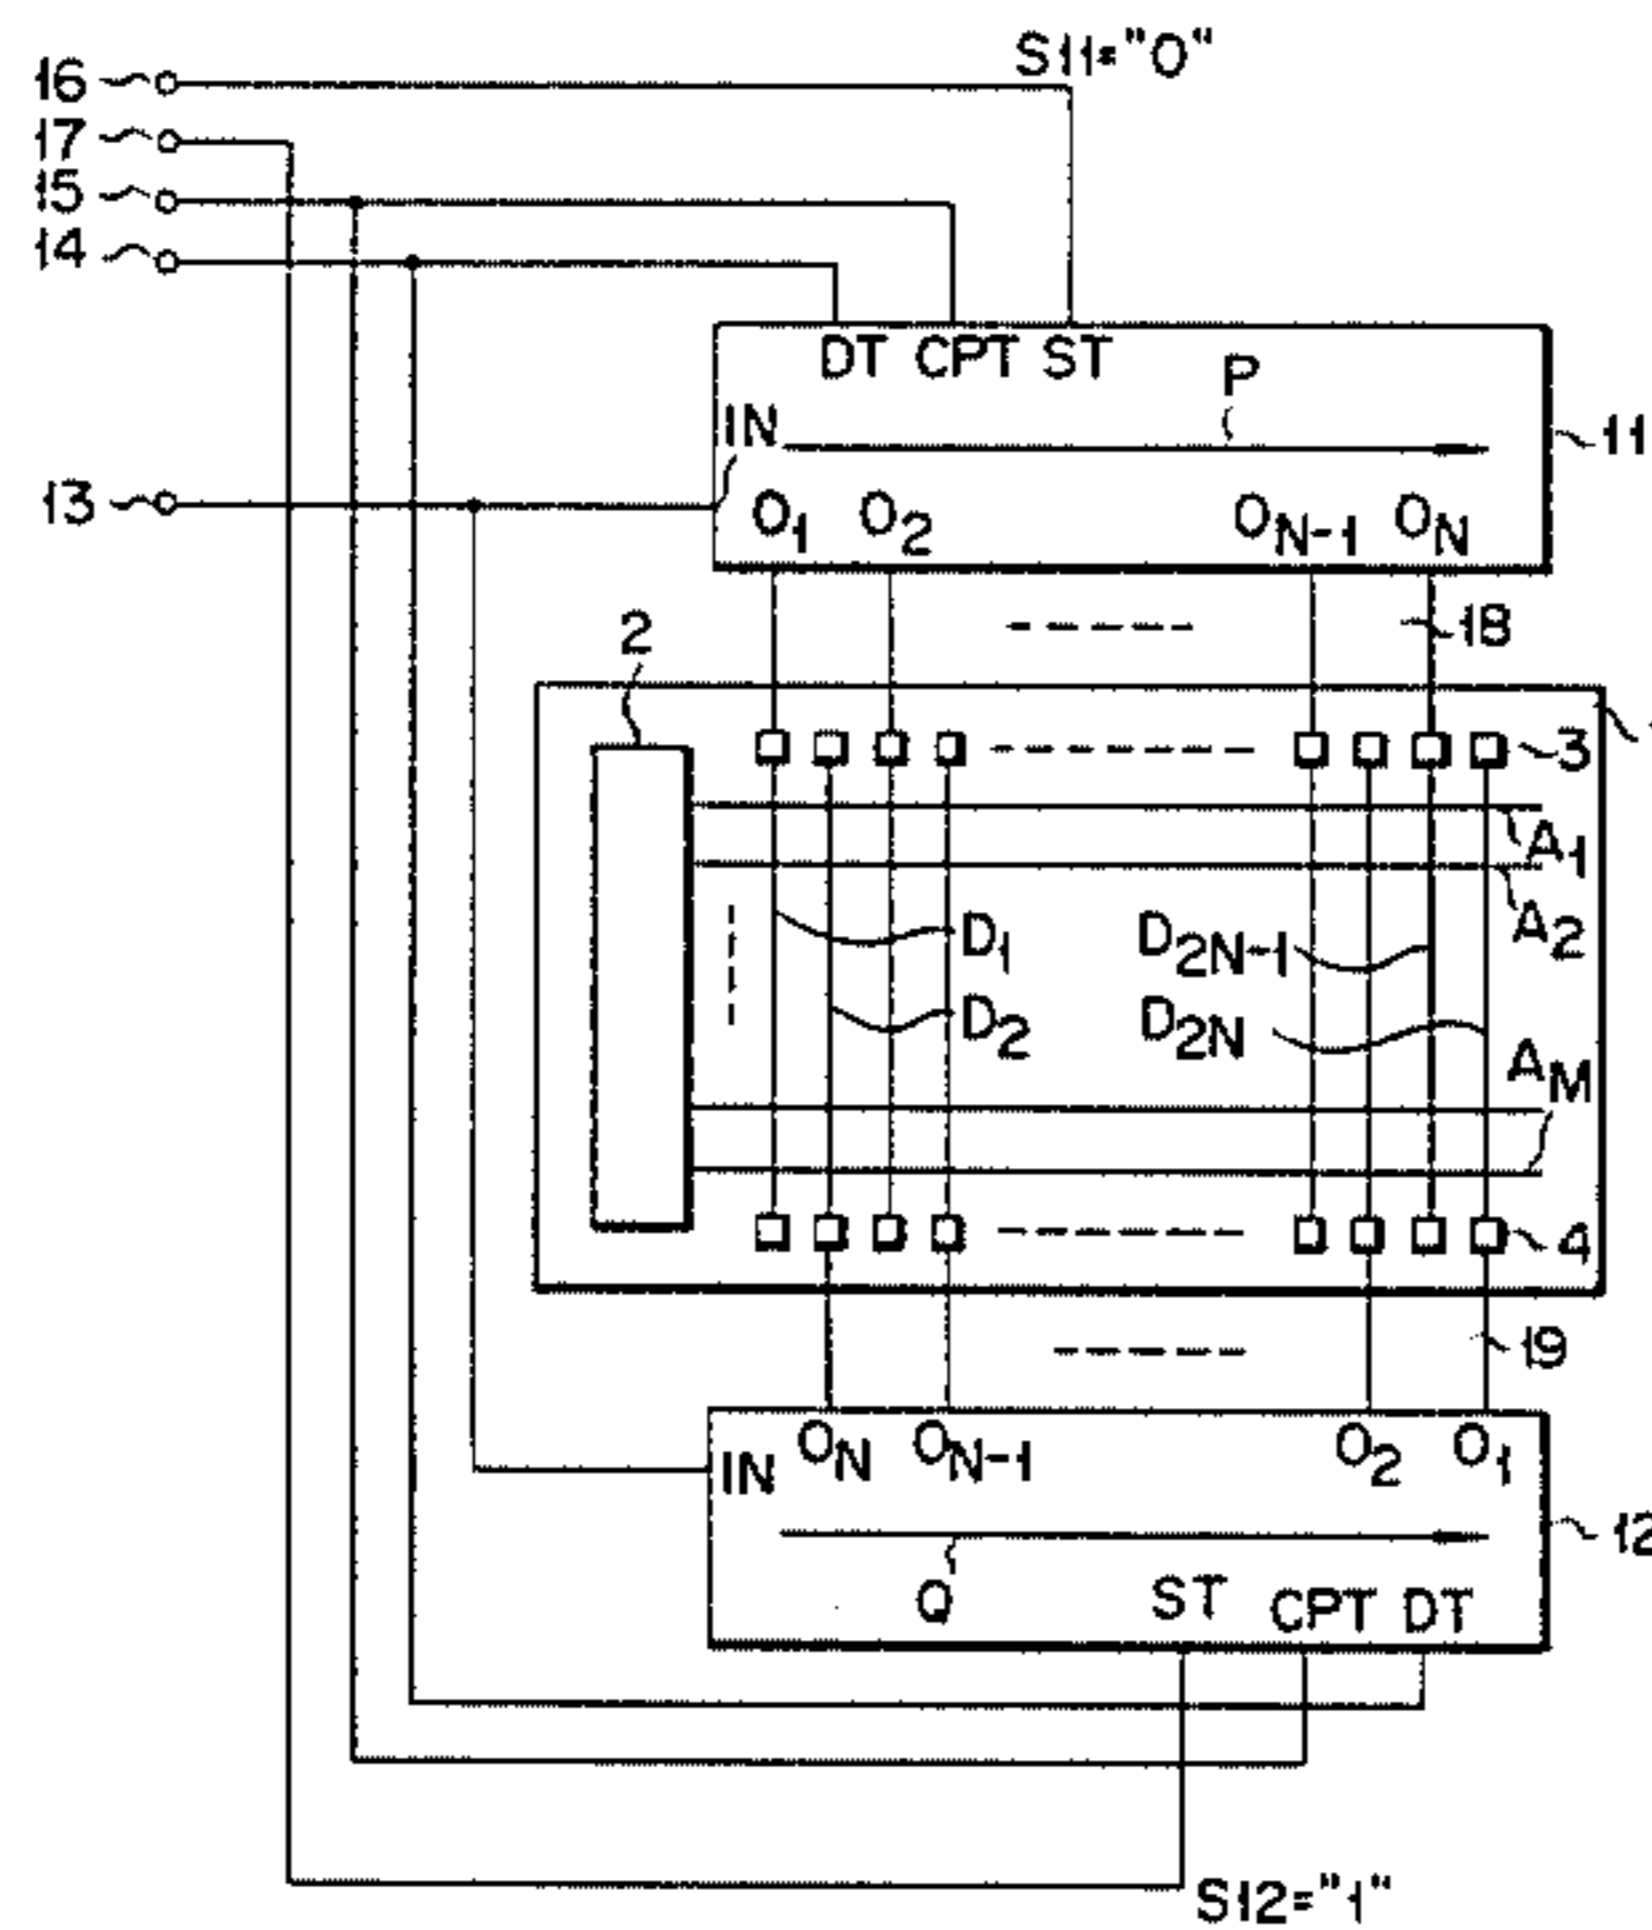 S11="0"
16
17
15
14
DT CPT ST
P
IN
11
13
O1 O2 ON-1 ON
18
2
3
A1
A2
D1 D2N-1
D2 D2N
AM
4
19
IN ON ON-1 O2 O1
12
Q
ST CPT DT
S12="1"